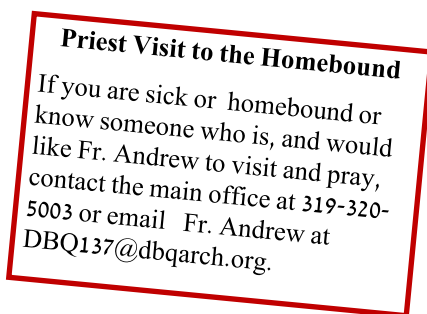 Priest Visit to the Homebound
If you are sick or homebound or
know someone who is, and would
like Fr. Andrew to visit and pray,
contact the main office at 319-320-
5003 or email Fr. Andrew at
DBQ137@dbqarch.org.